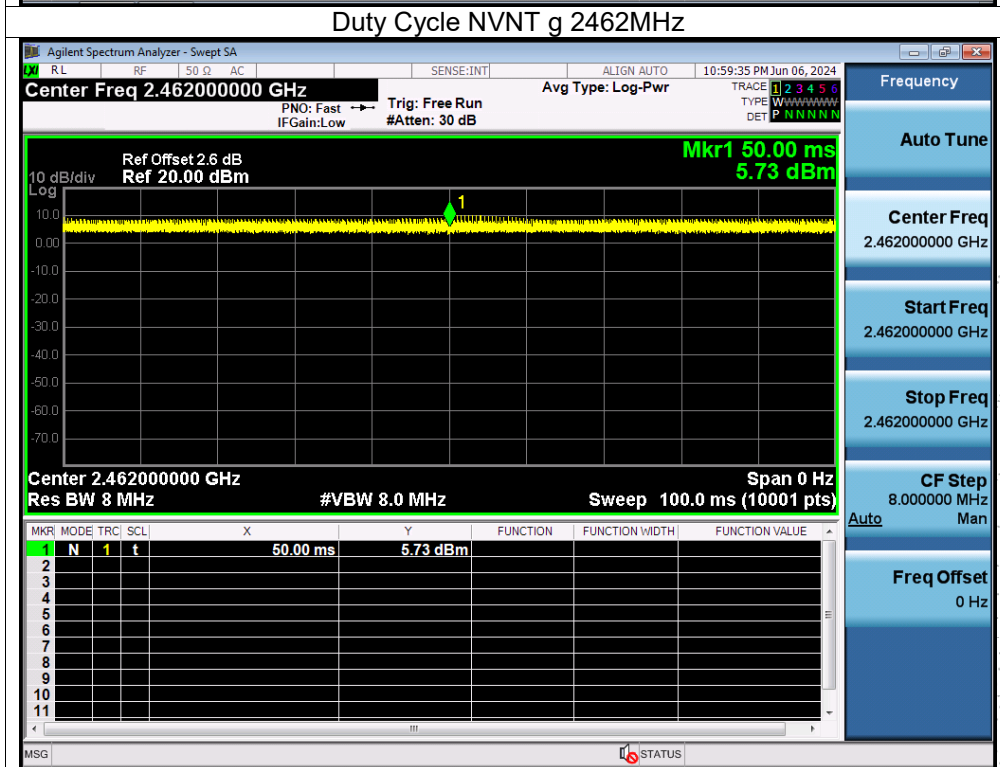 Duty Cycle NVNT g 2462MHz
Agilent Spectrum Analyzer - Swept SA
LXI RL RF 50 Ω AC SENSE:INT ALIGN AUTO 10:59:35 PM Jun 06, 2024
Center Freq 2.462000000 GHz
PNO: Fast
IFGain:Low
Trig: Free Run
#Atten: 30 dB
Avg Type: Log-Pwr
TRACE 1 2 3 4 5 6
TYPE WWWWWW
DET P N N N N N
Frequency
Auto Tune
Center Freq
2.462000000 GHz
Start Freq
2.462000000 GHz
Stop Freq
2.462000000 GHz
CF Step
8.000000 MHz
Auto Man
Freq Offset
0 Hz
Mkr1 50.00 ms
5.73 dBm
Ref Offset 2.6 dB
10 dB/div Ref 20.00 dBm
Log
1
10.0
0.00
-10.0
-20.0
-30.0
-40.0
-50.0
-60.0
-70.0
Center 2.462000000 GHz Span 0 Hz
Res BW 8 MHz #VBW 8.0 MHz Sweep 100.0 ms (10001 pts)
MKR MODE TRC SCL X Y FUNCTION FUNCTION WIDTH FUNCTION VALUE
1 N 1 t 50.00 ms 5.73 dBm
2
3
4
5
6
7
8
9
10
11
MSG STATUS